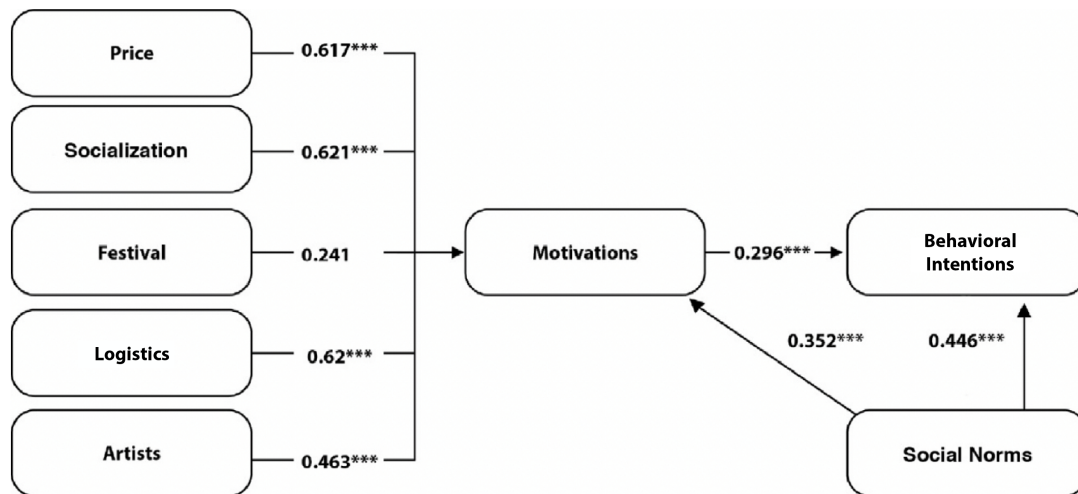 Price
0.617***
Socialization
0.621***
Festival
0.241
Motivations
0.296***
Behavioral
Intentions
Logistics
0.62***
0.352***
0.446***
Artists
0.463***
Social Norms